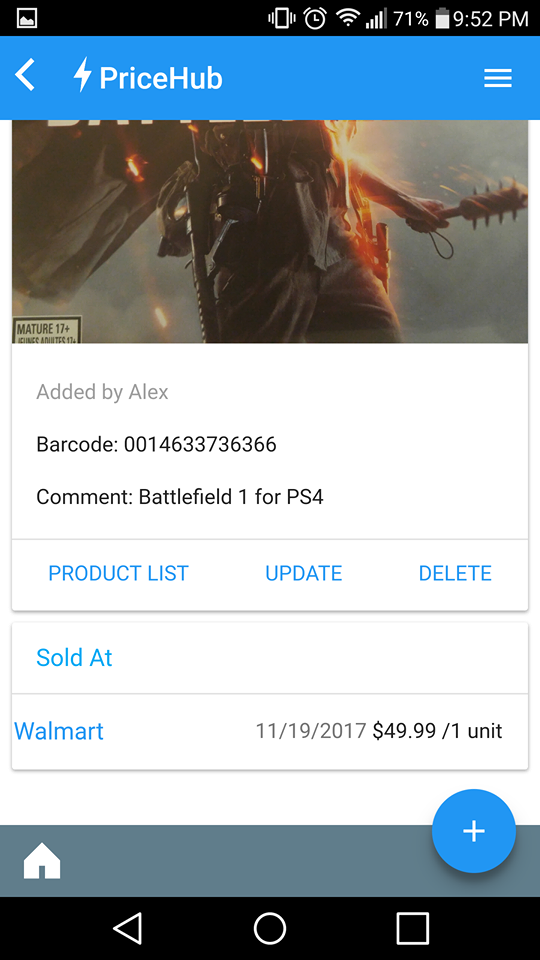 71% 9:52 PM
PriceHub
MATURE 17+
JEUNES ADULTES 17+
Added by Alex
Barcode: 0014633736366
Comment: Battlefield 1 for PS4
PRODUCT LIST UPDATE DELETE
Sold At
Walmart 11/19/2017 $49.99 /1 unit